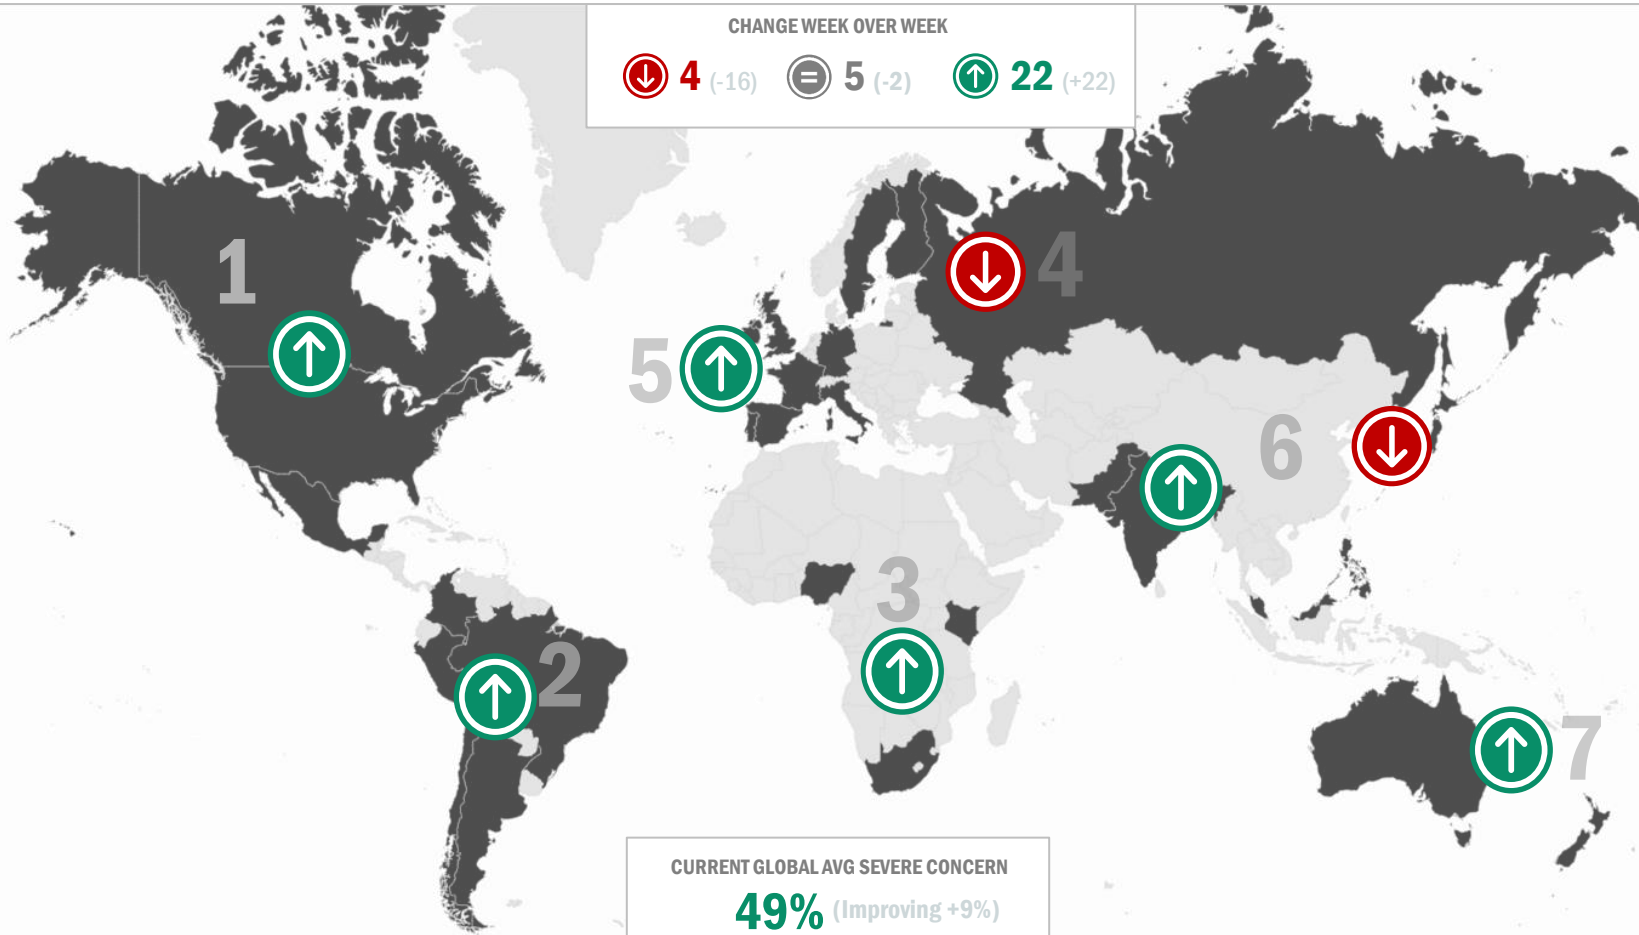 CHANGE WEEK OVER WEEK
4 (-16) = 5 (-2) 22 (+22)
1
4
5
6
3
2
7
CURRENT GLOBAL AVG SEVERE CONCERN
49% (Improving +9%)